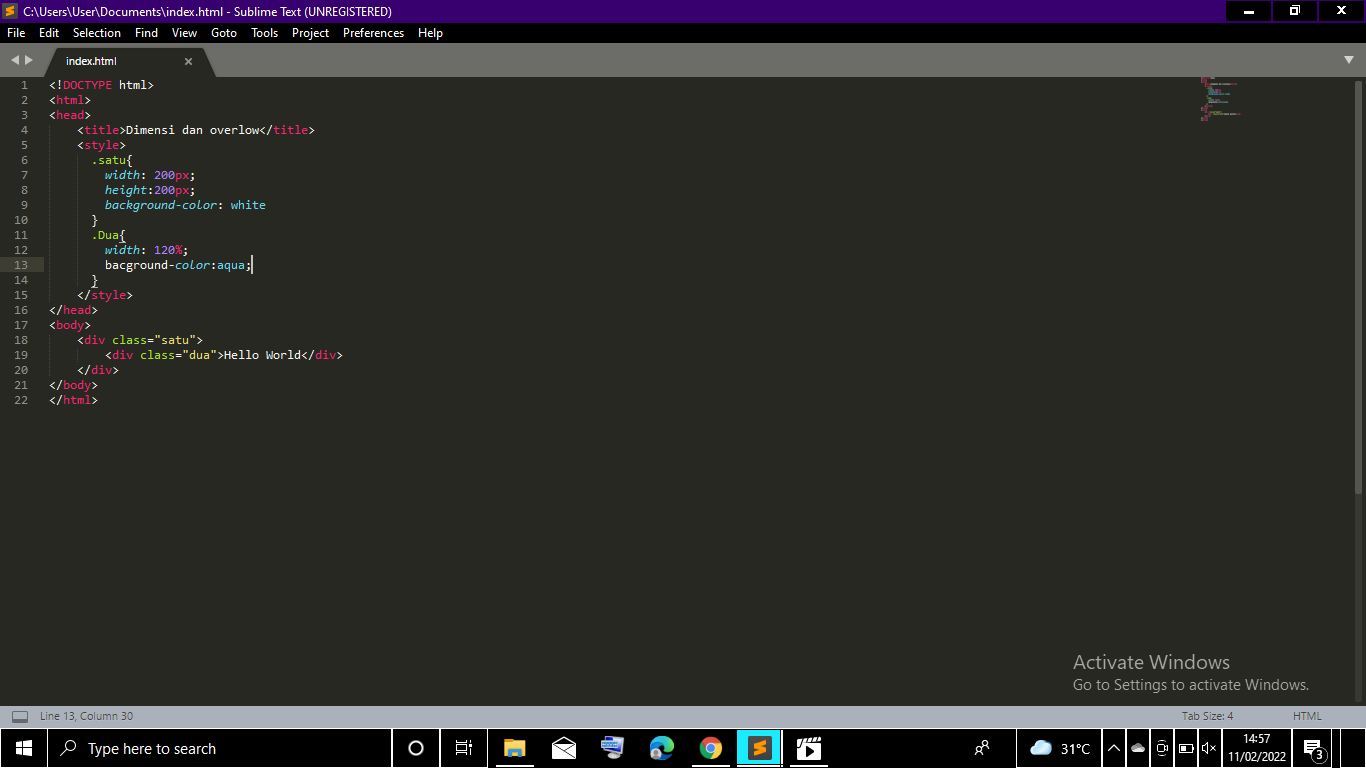 C:\Users\User\Documents\index.html - Sublime Text (UNREGISTERED)
File Edit Selection Find View Goto Tools Project Preferences Help
index.html
1 <!DOCTYPE html>
2 <html>
3 <head>
4 <title>Dimensi dan overlow</title>
5 <style>
6 .satu{
7 width: 200px;
8 height:200px;
9 background-color: white
10 }
11 .Dua{
12 width: 120%;
13 bacground-color:aqua;
14 }
15 </style>
16 </head>
17 <body>
18 <div class="satu">
19 <div class="dua">Hello World</div>
20 </div>
21 </body>
22 </html>
Activate Windows
Go to Settings to activate Windows.
Line 13, Column 30 Tab Size: 4 HTML
Type here to search 31°C 14:57
11/02/2022 3